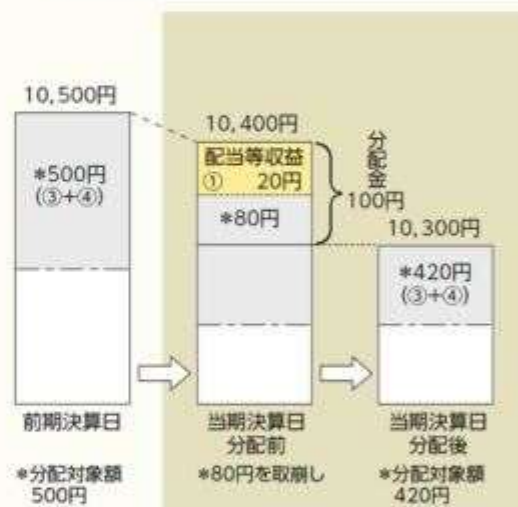 10,500円
*500円
(③+④)
前期決算日
*分配対象額
500円
10,400円
配当等収益
① 20円
*80円
分配金
100円
当期決算日
分配前
*80円を取崩し
10,300円
*420円
(③+④)
当期決算日
分配後
*分配対象額
420円